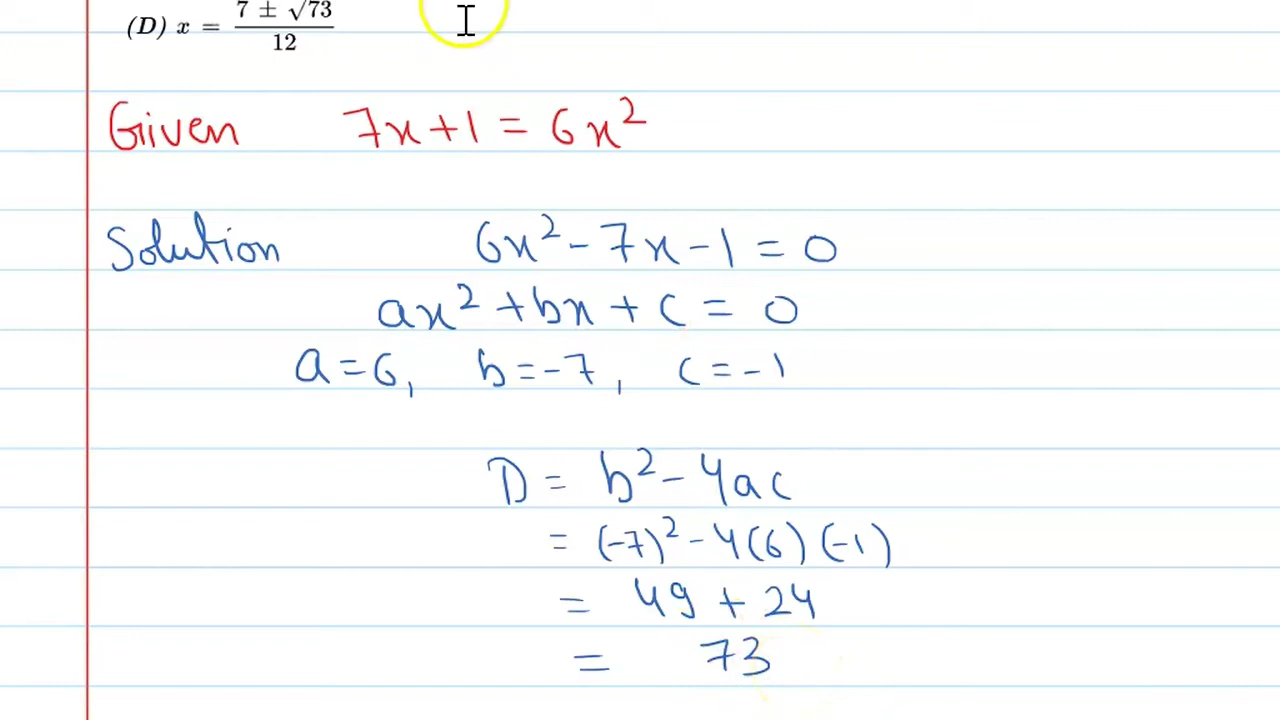 (D) x = (7 ± √73)/12
Given 7x+1 = 6x²
Solution 6x² - 7x - 1 = 0
ax² + bx + c = 0
a = 6, b = -7, c = -1
D = b² - 4ac
= (-7)² - 4(6)(-1)
= 49 + 24
= 73